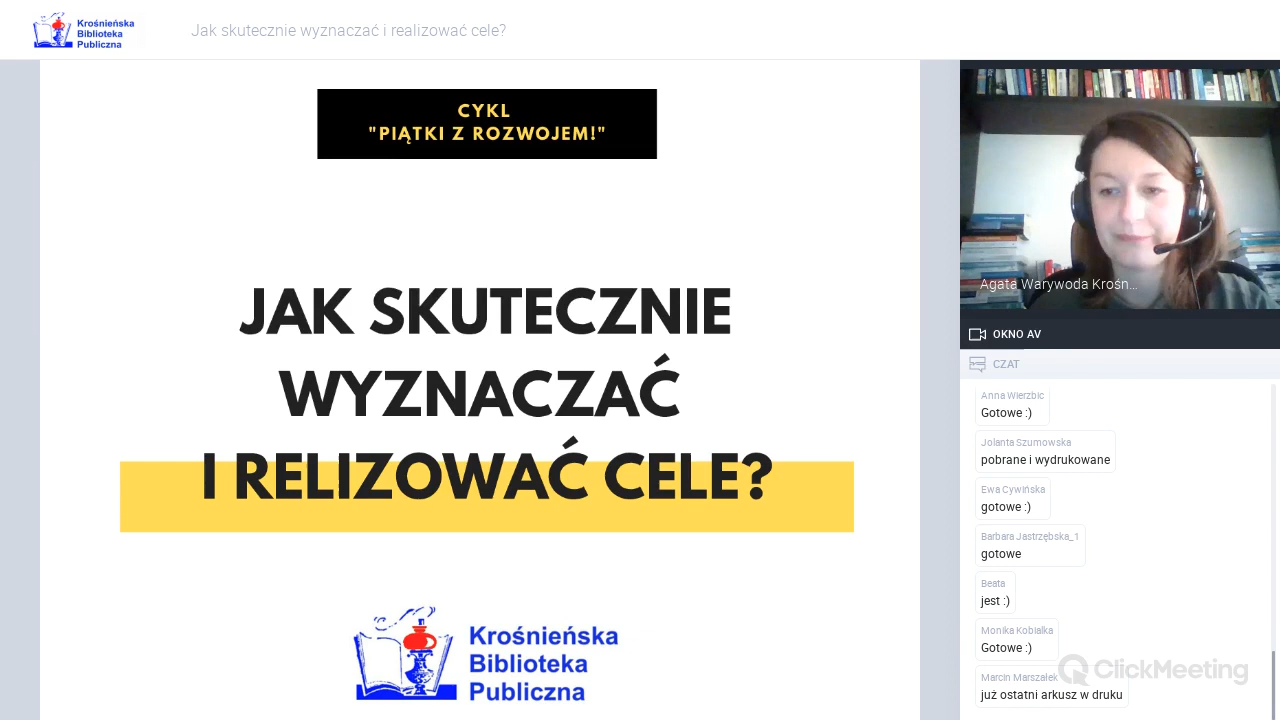 Krośnieńska
Biblioteka
Publiczna
Jak skutecznie wyznaczać i realizować cele?
CYKL
"PIĄTKI Z ROZWOJEM!"
JAK SKUTECZNIE
WYZNACZAĆ
I RELIZOWAĆ CELE?
Krośnieńska
Biblioteka
Publiczna
Agata Warywoda Krośn...
OKNO AV
CZAT
Anna Wierzbic
Gotowe :)
Jolanta Szumowska
pobrane i wydrukowane
Ewa Cywińska
gotowe :)
Barbara Jastrzębska_1
gotowe
Beata
jest :)
Monika Kobialka
Gotowe :)
Marcin Marszałek
już ostatni arkusz w druku
ClickMeeting